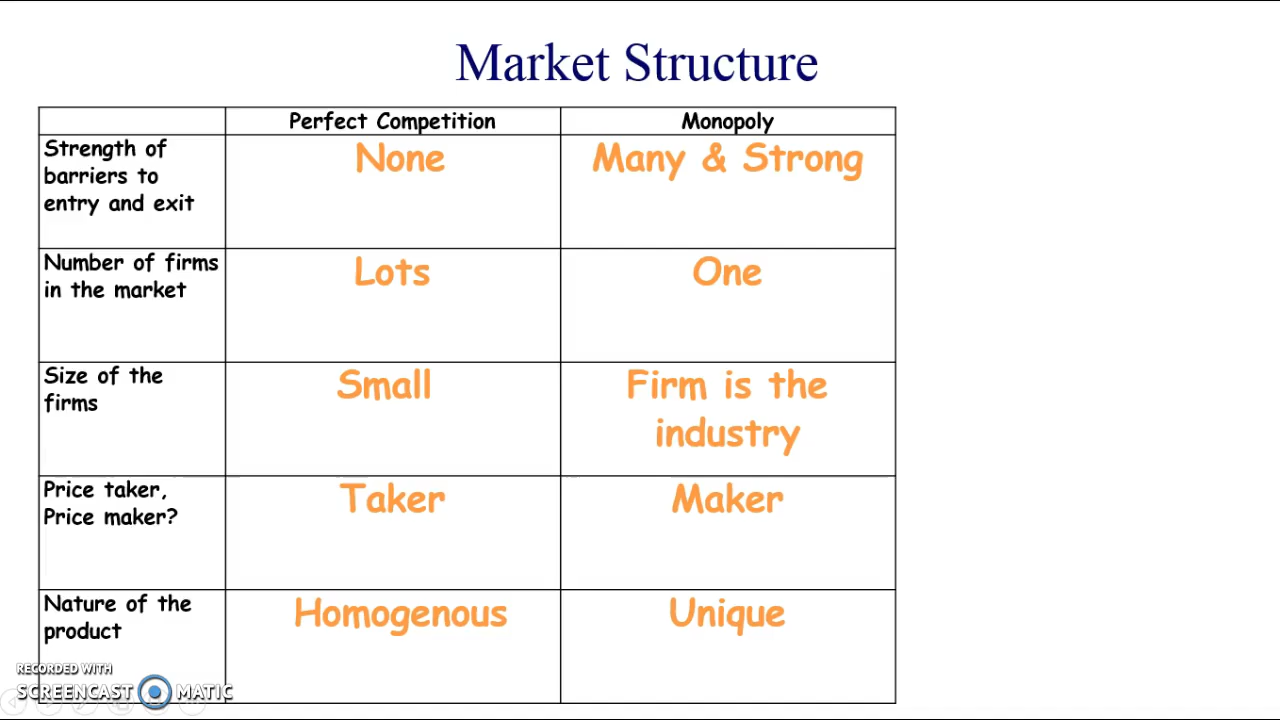 Market Structure
Perfect Competition Monopoly
Strength of
barriers to
entry and exit
None
Many & Strong
Number of firms
in the market
Lots
One
Size of the
firms
Small
Firm is the
industry
Price taker,
Price maker?
Taker
Maker
Nature of the
product
Homogenous
Unique
RECORDED WITH
SCREENCAST MATIC